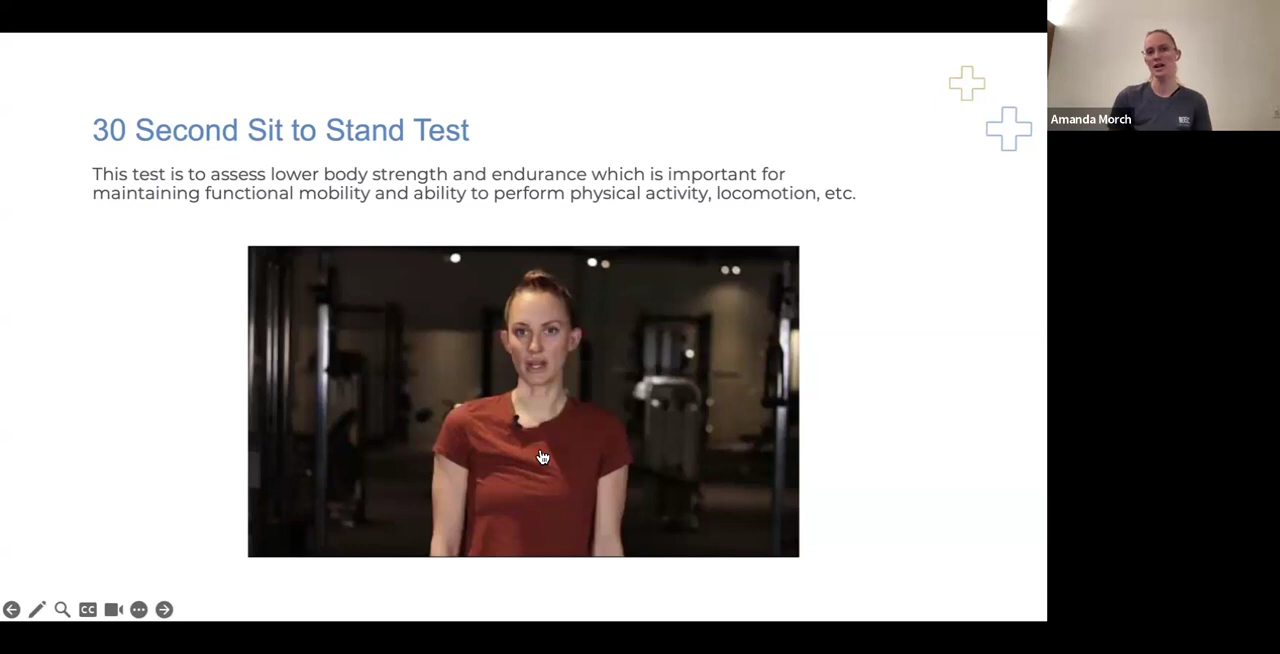 30 Second Sit to Stand Test
This test is to assess lower body strength and endurance which is important for
maintaining functional mobility and ability to perform physical activity, locomotion, etc.
Amanda Morch
CC